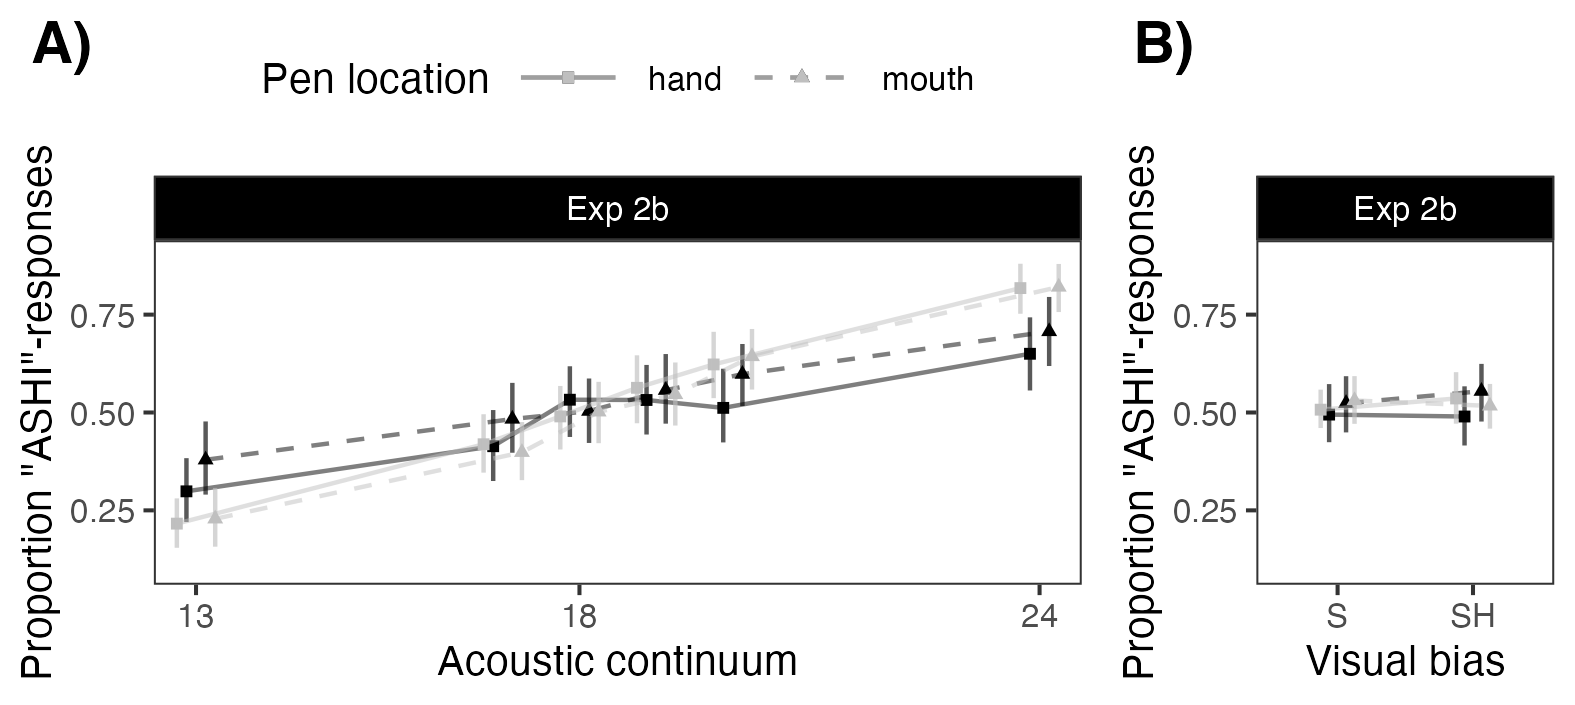 A)
Pen location hand mouth
Exp 2b
Proportion "ASHI"-responses
0.75
0.50
0.25
13 18 24
Acoustic continuum
B)
Exp 2b
Proportion "ASHI"-responses
0.75
0.50
0.25
S SH
Visual bias